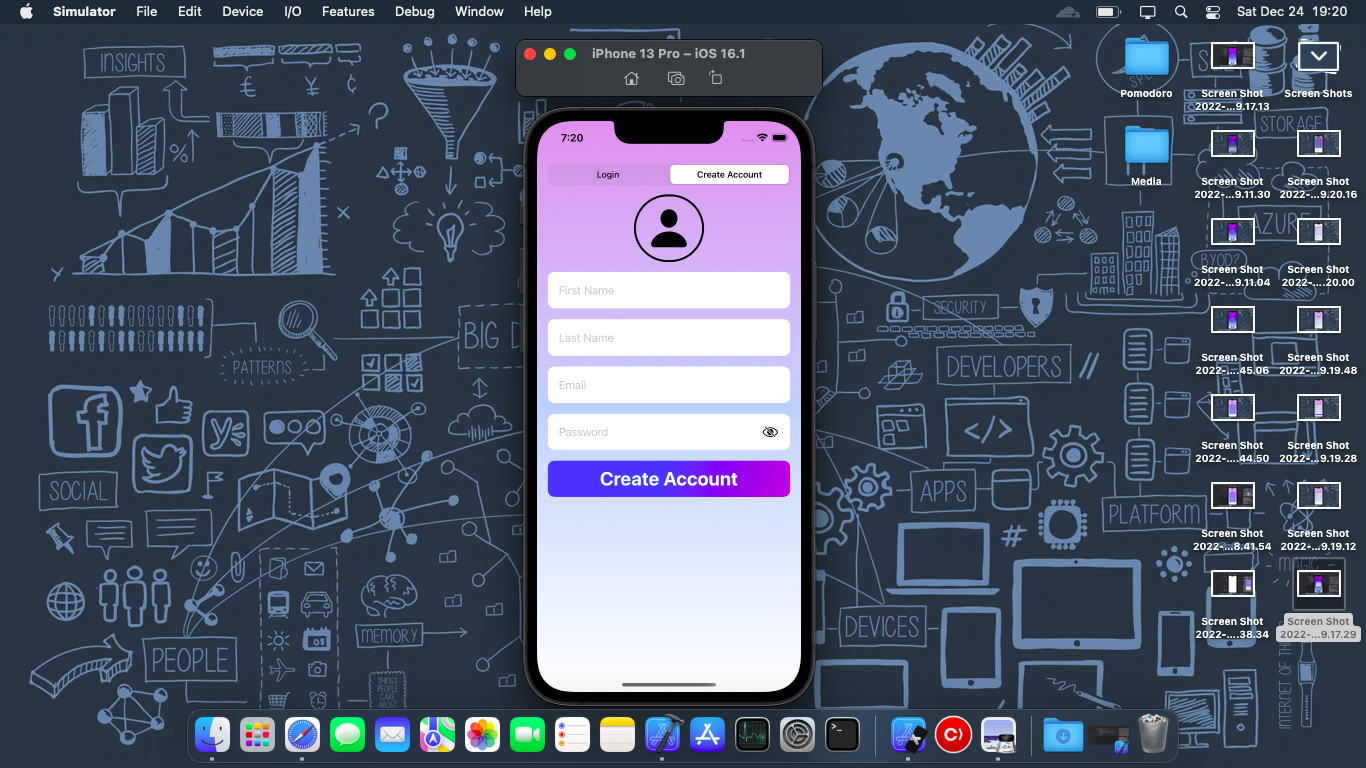 Simulator File Edit Device I/O Features Debug Window Help Sat Dec 24 19:20
iPhone 13 Pro – iOS 16.1
7:20
Login Create Account
First Name
Last Name
Email
Password
Create Account
Pomodoro
Media
Screen Shot
2022-...9.17.13
Screen Shots
Screen Shot
2022-...9.11.30
Screen Shot
2022-...9.20.16
Screen Shot
2022-...9.11.04
Screen Shot
2022-....20.00
Screen Shot
2022-....45.06
Screen Shot
2022-...9.19.48
Screen Shot
2022-....44.50
Screen Shot
2022-...9.19.28
Screen Shot
2022-...8.41.54
Screen Shot
2022-...9.19.12
Screen Shot
2022-....38.34
Screen Shot
2022-...9.17.29
INSIGHTS
PATTERNS
BIG
SOCIAL
PEOPLE
MEMORY
THINGS
PEOPLE
CARE
ABOUT
STORAGE
AZURE
BYOD?
SECURITY
DEVELOPERS
APPS
PLATFORM
MAGIC
DEVICES
INTERNET OF